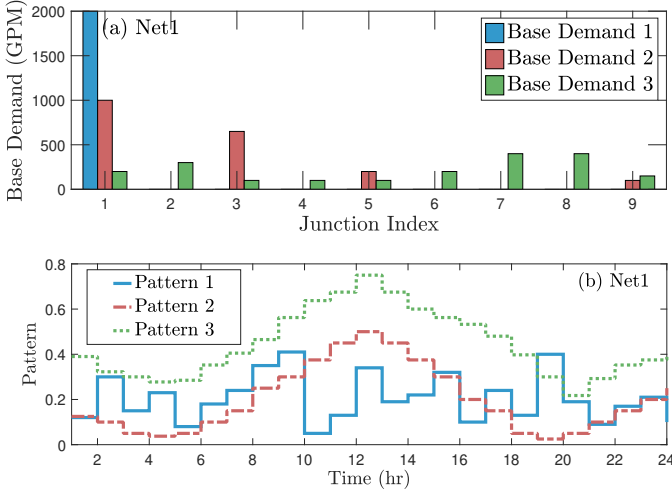 (a) Net1
Base Demand 1
Base Demand 2
Base Demand 3
Base Demand (GPM)
2000
1500
1000
500
0
1 2 3 4 5 6 7 8 9
Junction Index
(b) Net1
Pattern 1
Pattern 2
Pattern 3
Pattern
0.8
0.6
0.4
0.2
0
2 4 6 8 10 12 14 16 18 20 22 24
Time (hr)